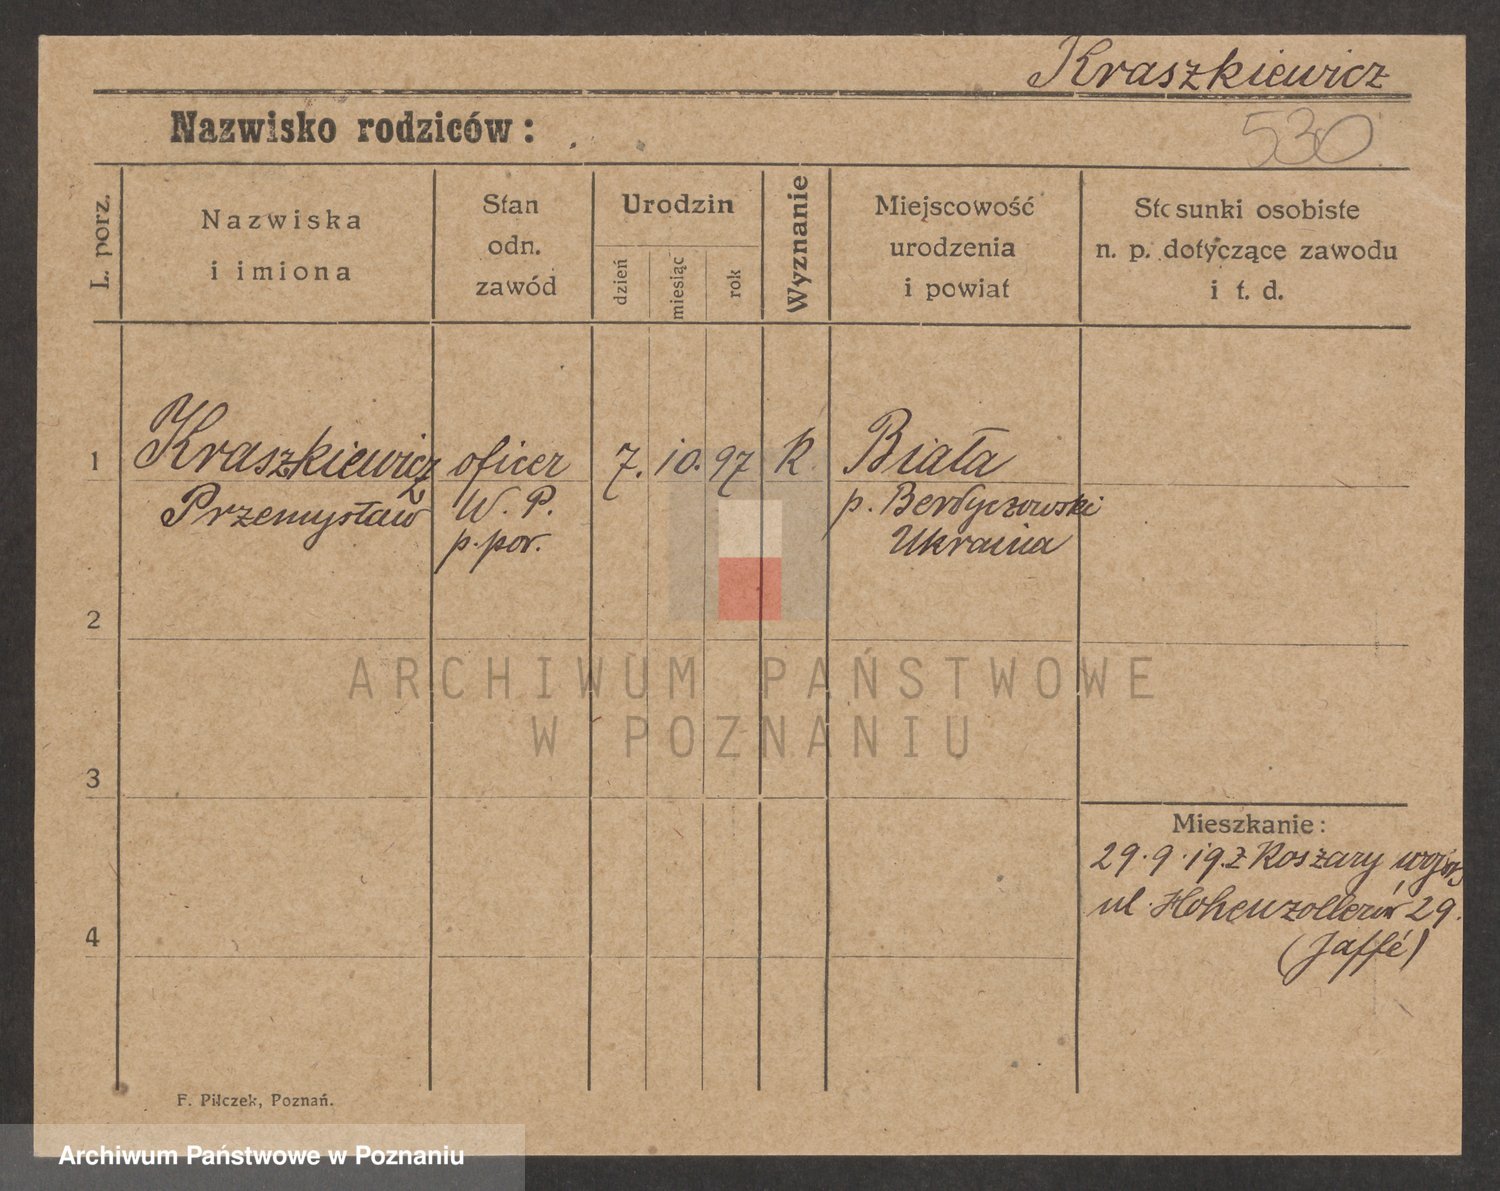 Kraszkiewicz
Nazwisko rodziców:
530
L. porz.
Nazwiska
i imiona
Stan
odn.
zawód
Urodzin
dzień
miesiąc
rok
Wyznanie
Miejscowość
urodzenia
i powiat
Stosunki osobiste
n. p. dotyczące zawodu
i t. d.
1
Kraszkiewicz
Przemysław
oficer
W. P.
p. por.
7. 10. 97
K
Biała
p. Berdyczowski
Ukraina
2
3
4
Mieszkanie:
29.9.19. z Koszary wojsk
ul. Hohenzollernów 29.
(Jaffé)
F. Pilczek, Poznań.
ARCHIWUM PAŃSTWOWE
W POZNANIU
Archiwum Państwowe w Poznaniu